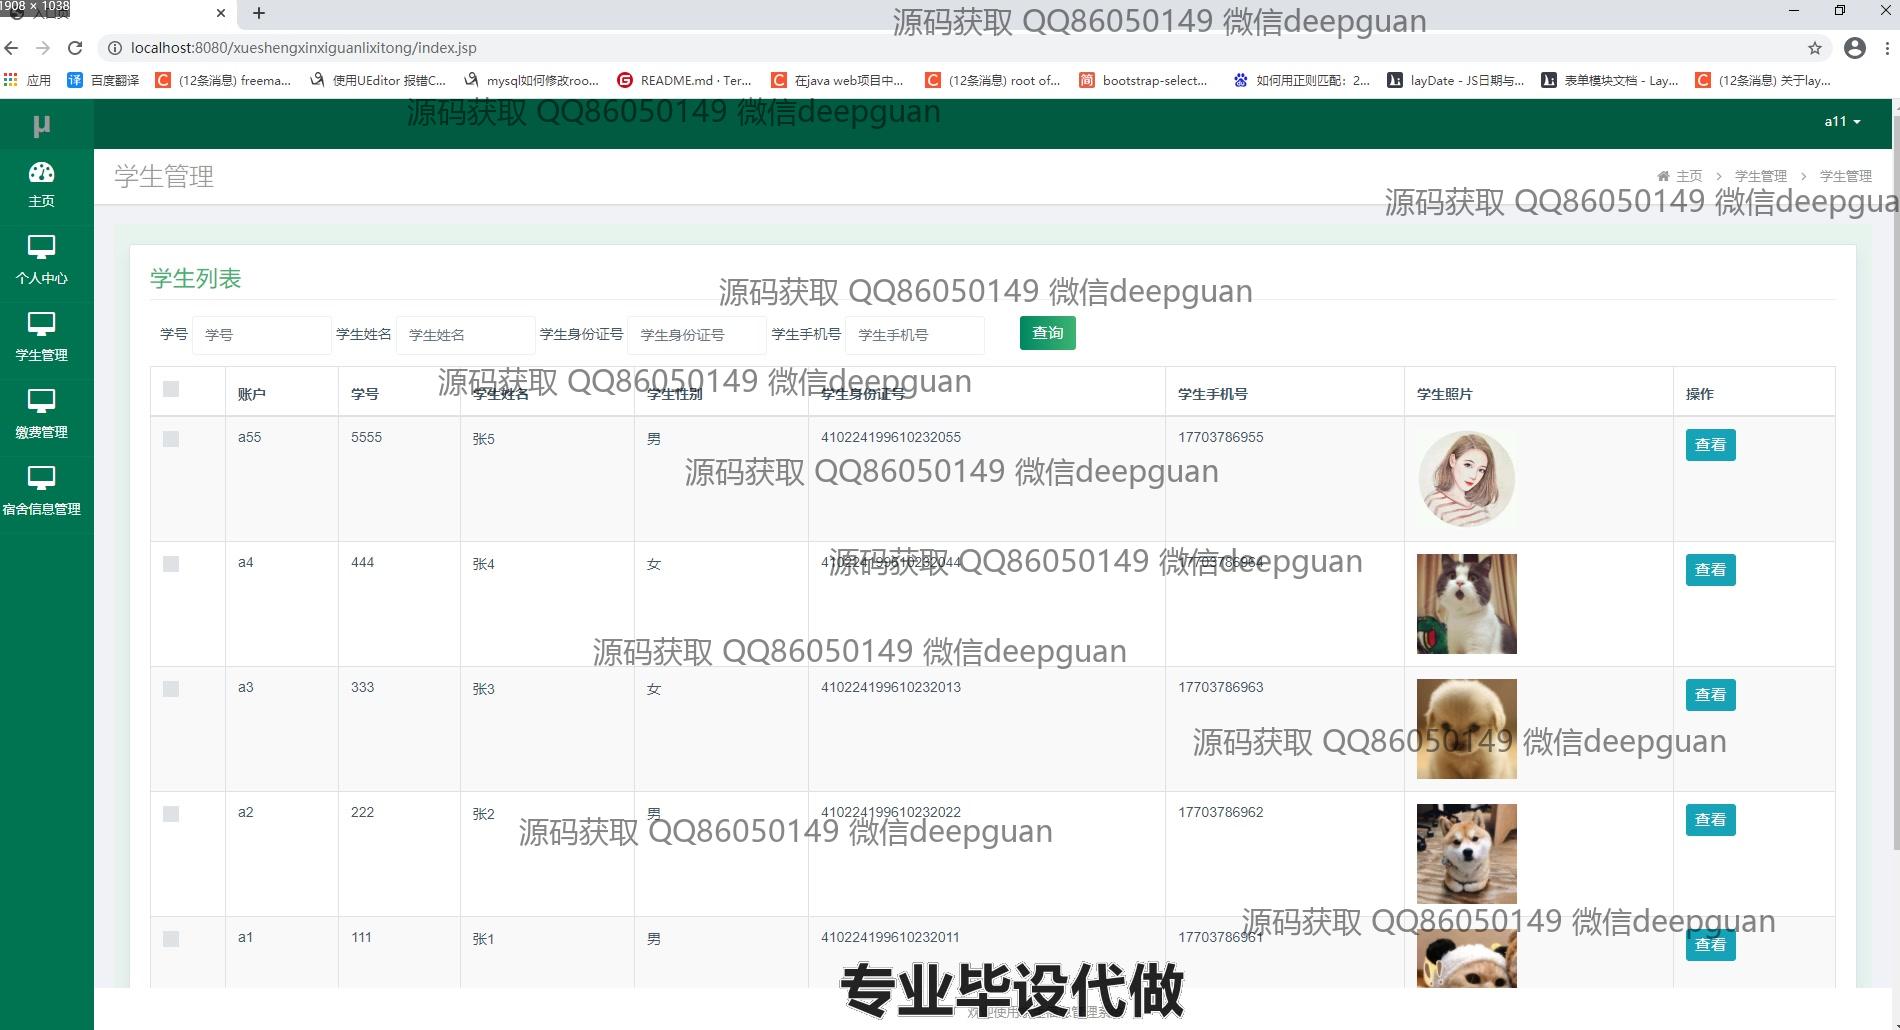 1908 × 1038
源码获取 QQ86050149 微信deepguan
localhost:8080/xueshengxinxiguanlixitong/index.jsp
应用 百度翻译 (12条消息) freema... 使用UEditor 报错C... mysql如何修改roo... README.md · Ter... 在java web项目中... (12条消息) root of... bootstrap-select... 如何用正则匹配：2... layDate - JS日期与... 表单模块文档 - Lay... (12条消息) 关于lay...
源码获取 QQ86050149 微信deepguan
μ a11
学生管理 主页 > 学生管理 > 学生管理
源码获取 QQ86050149 微信deepgua
主页
个人中心
学生管理
缴费管理
宿舍信息管理
学生列表
源码获取 QQ86050149 微信deepguan
学号 学号 学生姓名 学生姓名 学生身份证号 学生身份证号 学生手机号 学生手机号 查询
源码获取 QQ86050149 微信deepguan
账户 学号 学生姓名 学生性别 学生身份证号 学生手机号 学生照片 操作
a55 5555 张5 男 410224199610232055 17703786955 查看
源码获取 QQ86050149 微信deepguan
a4 444 张4 女 410224199610232044 17703786964 查看
源码获取 QQ86050149 微信deepguan
源码获取 QQ86050149 微信deepguan
a3 333 张3 女 410224199610232013 17703786963 查看
源码获取 QQ86050149 微信deepguan
a2 222 张2 男 410224199610232022 17703786962 查看
源码获取 QQ86050149 微信deepguan
源码获取 QQ86050149 微信deepguan
a1 111 张1 男 410224199610232011 17703786961 查看
专业毕设代做